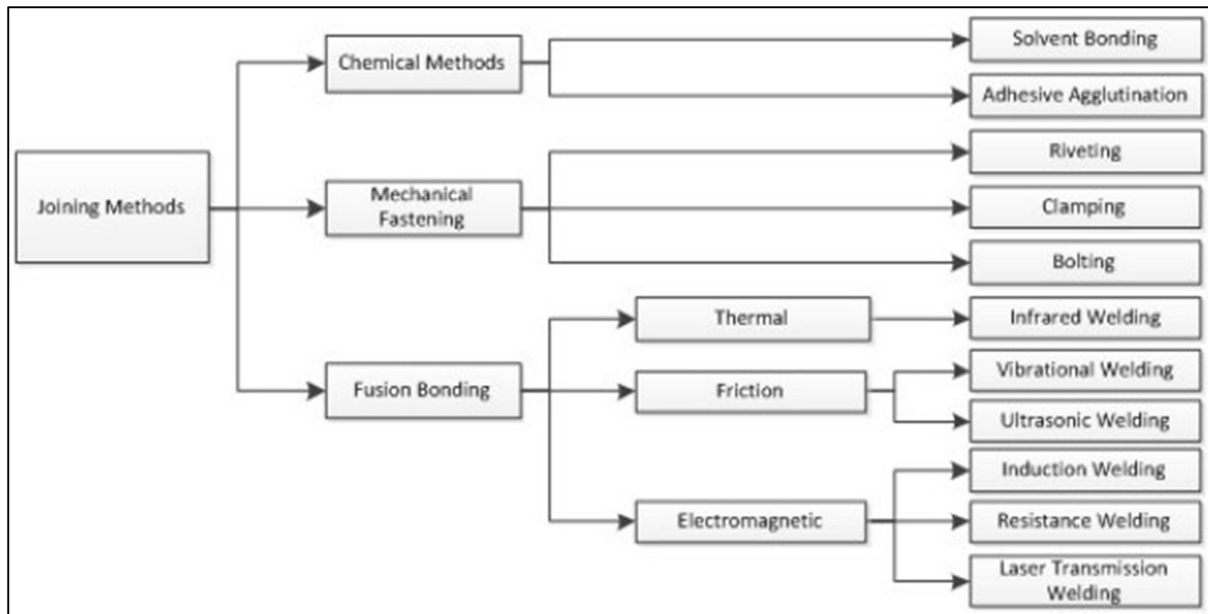 Joining Methods
Chemical Methods
Solvent Bonding
Adhesive Agglutination
Mechanical
Fastening
Riveting
Clamping
Bolting
Fusion Bonding
Thermal
Infrared Welding
Friction
Vibrational Welding
Ultrasonic Welding
Electromagnetic
Induction Welding
Resistance Welding
Laser Transmission
Welding